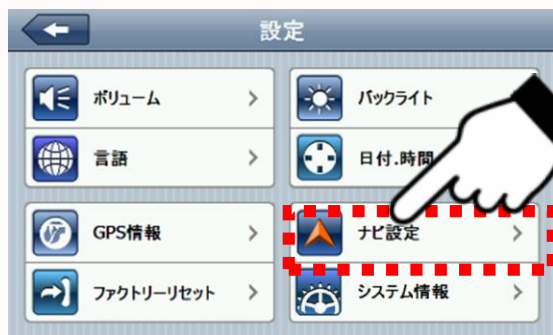 設定
ボリューム
バックライト
言語
日付.時間
GPS情報
ナビ設定
ファクトリーリセット
システム情報